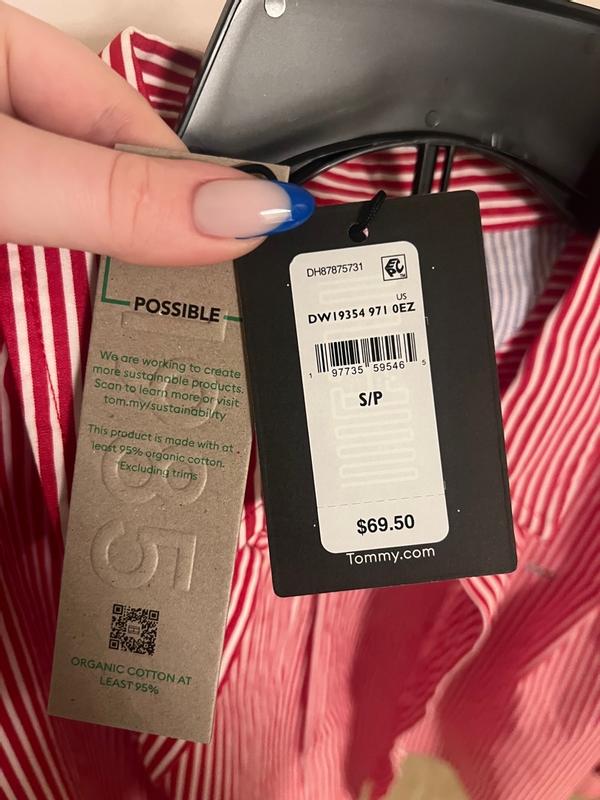 POSSIBLE
We are working to create
more sustainable products.
Scan to learn more or visit
tom.my/sustainability
This product is made with at
least 95% organic cotton.
*Excluding trims
1985
ORGANIC COTTON AT
LEAST 95%
DH87875731
US
DW19354 971 0EZ
1 97735 59546 5
S/P
$69.50
Tommy.com